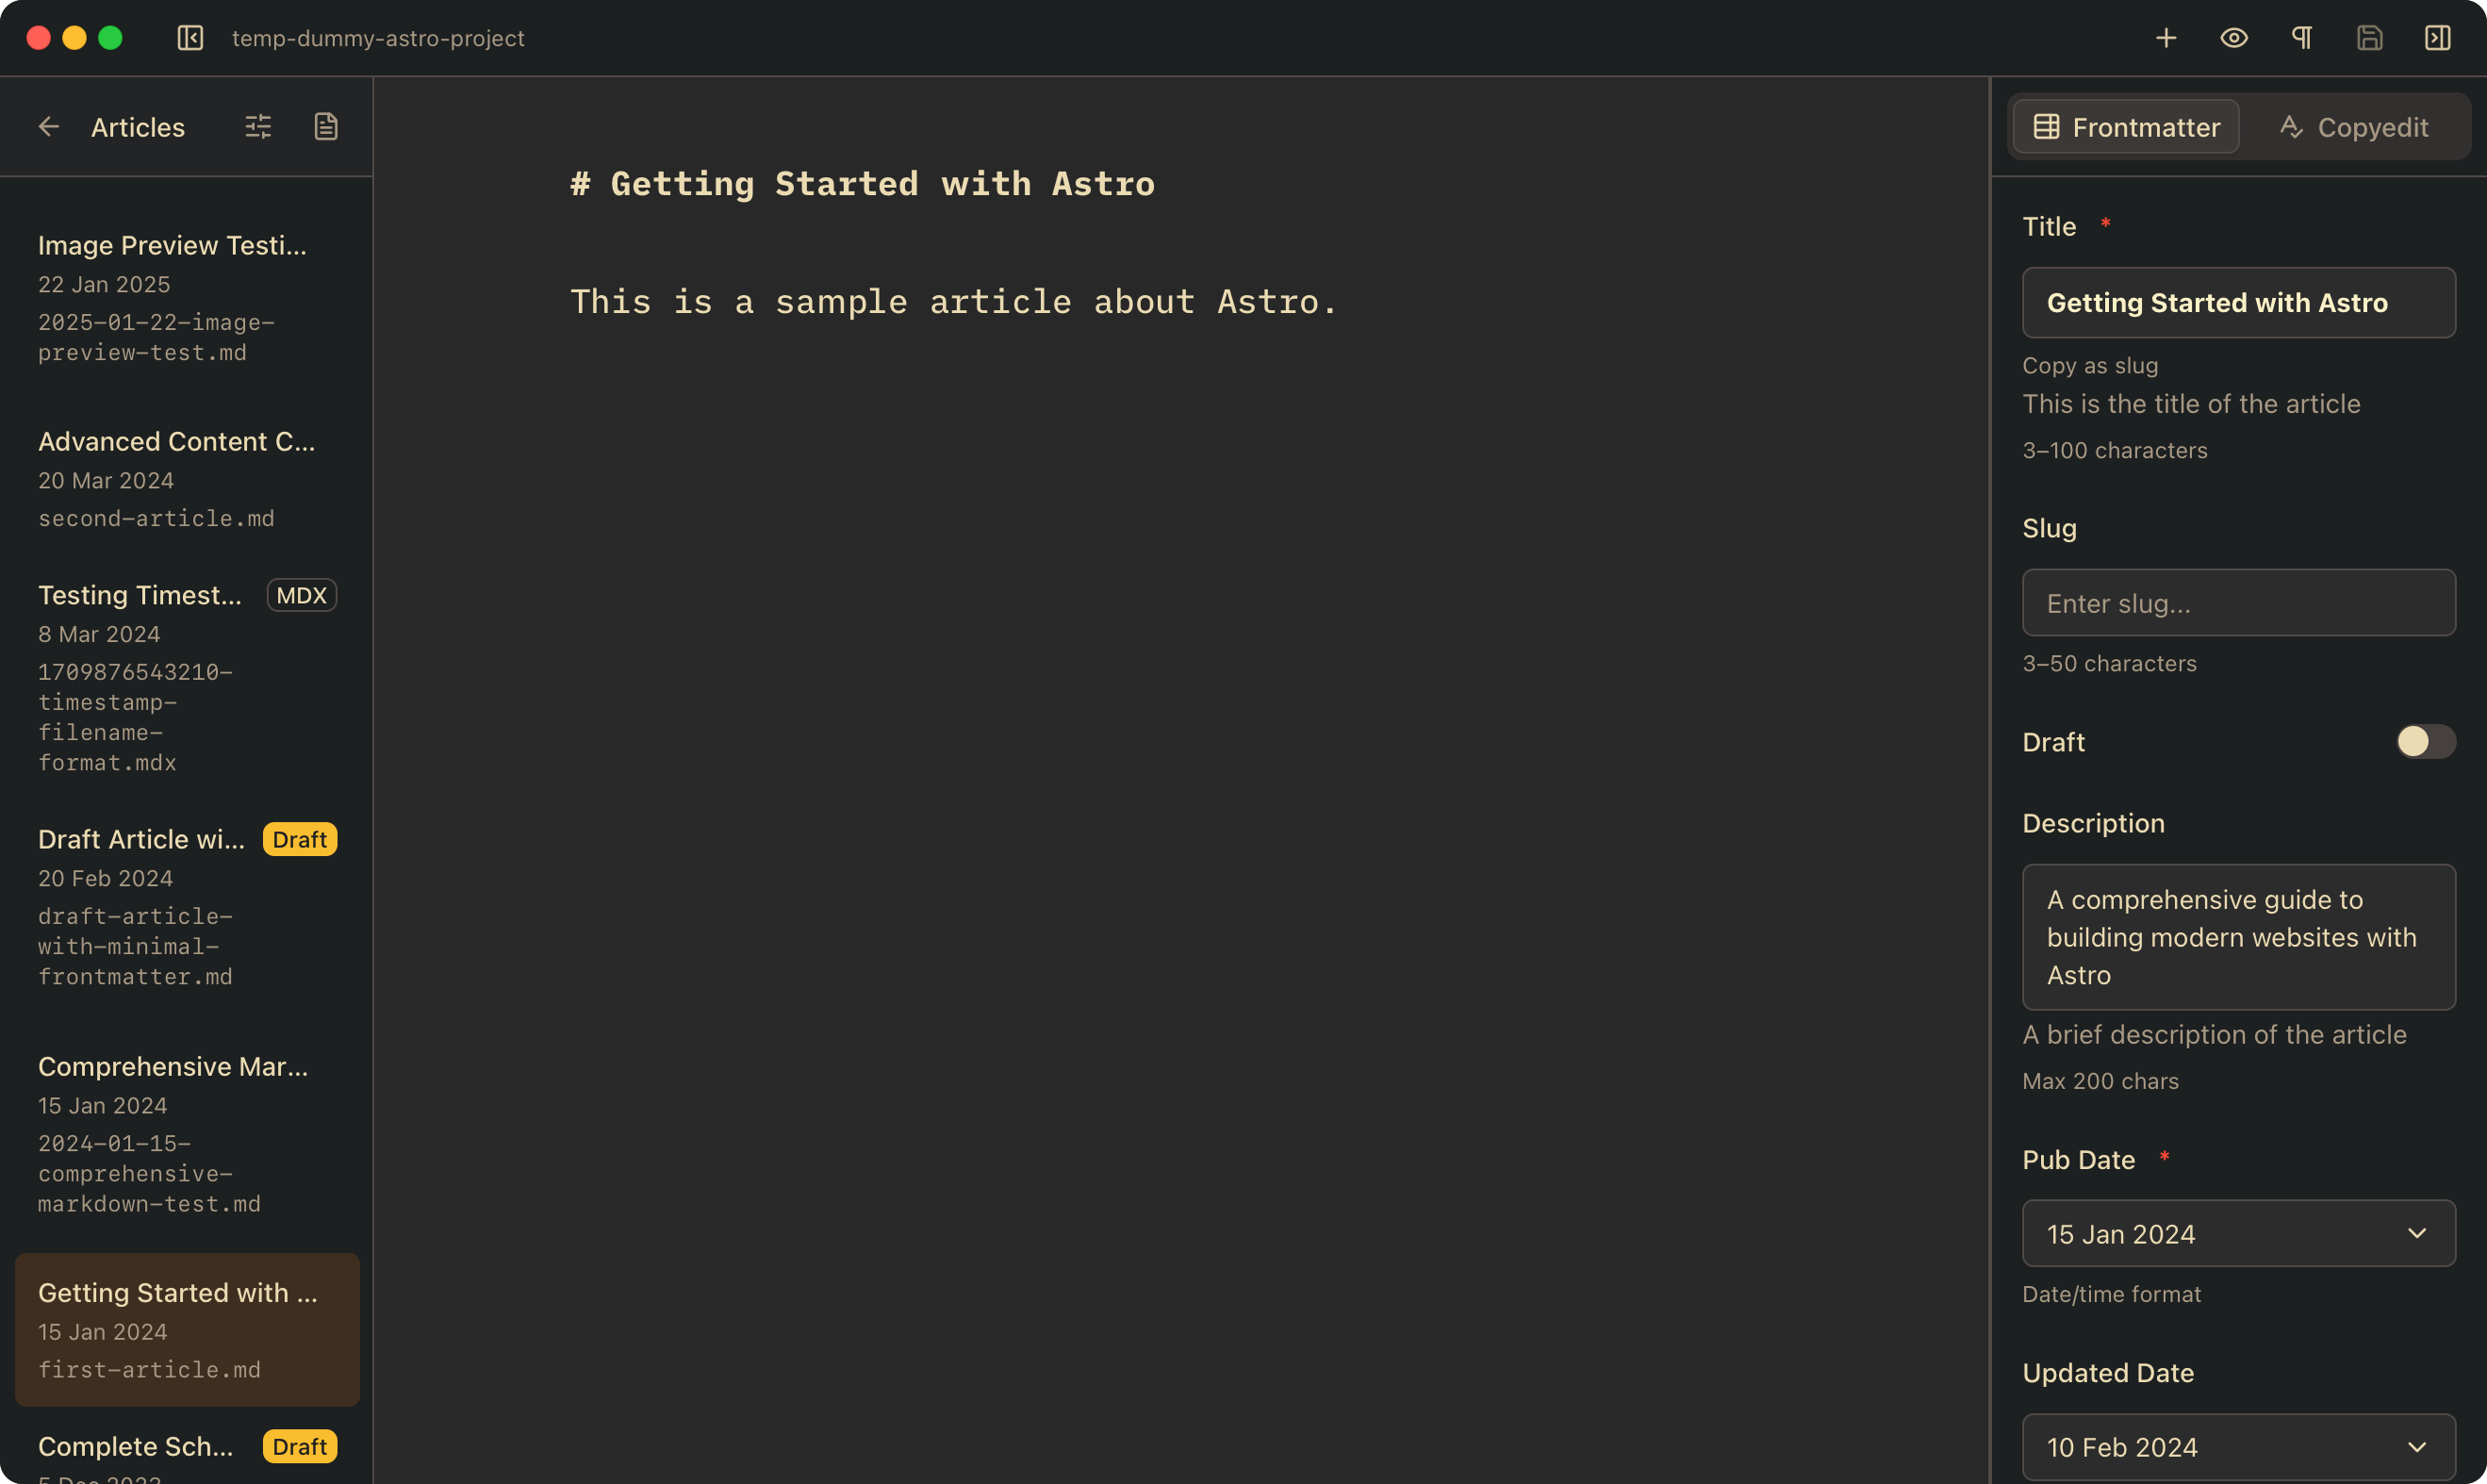 temp-dummy-astro-project
Articles
Image Preview Testi...
22 Jan 2025
2025-01-22-image-
preview-test.md
Advanced Content C...
20 Mar 2024
second-article.md
Testing Timest... MDX
8 Mar 2024
1709876543210-
timestamp-
filename-
format.mdx
Draft Article wi... Draft
20 Feb 2024
draft-article-
with-minimal-
frontmatter.md
Comprehensive Mar...
15 Jan 2024
2024-01-15-
comprehensive-
markdown-test.md
Getting Started with ...
15 Jan 2024
first-article.md
Complete Sch... Draft
5 Dec 2023
# Getting Started with Astro
This is a sample article about Astro.
Frontmatter Copyedit
Title *
Getting Started with Astro
Copy as slug
This is the title of the article
3–100 characters
Slug
Enter slug...
3–50 characters
Draft
Description
A comprehensive guide to
building modern websites with
Astro
A brief description of the article
Max 200 chars
Pub Date *
15 Jan 2024
Date/time format
Updated Date
10 Feb 2024